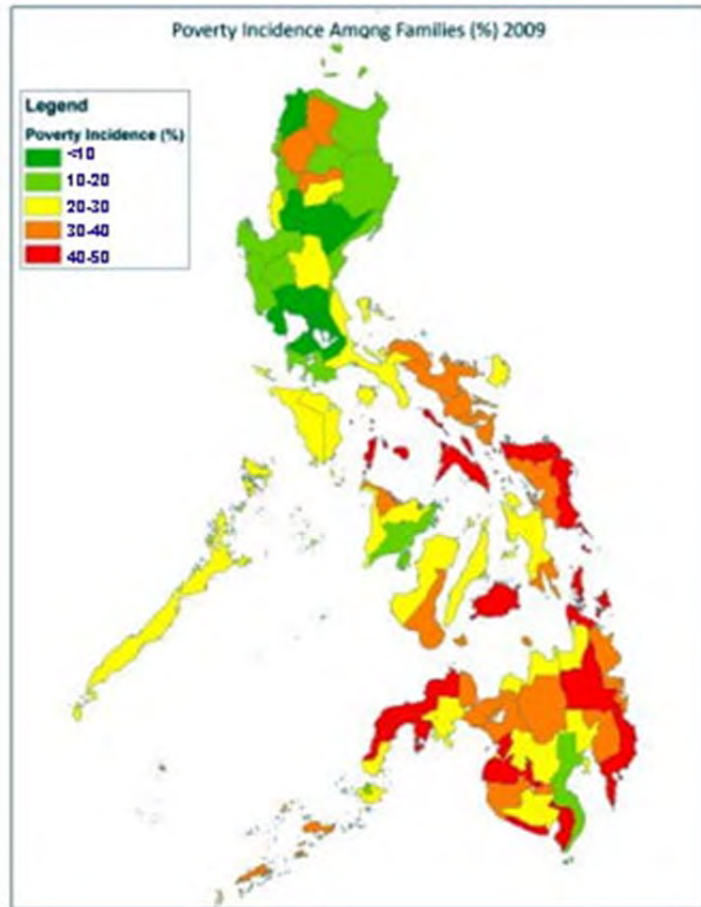 Poverty Incidence Among Families (%) 2009
Legend
Poverty Incidence (%)
<10
10-20
20-30
30-40
40-50